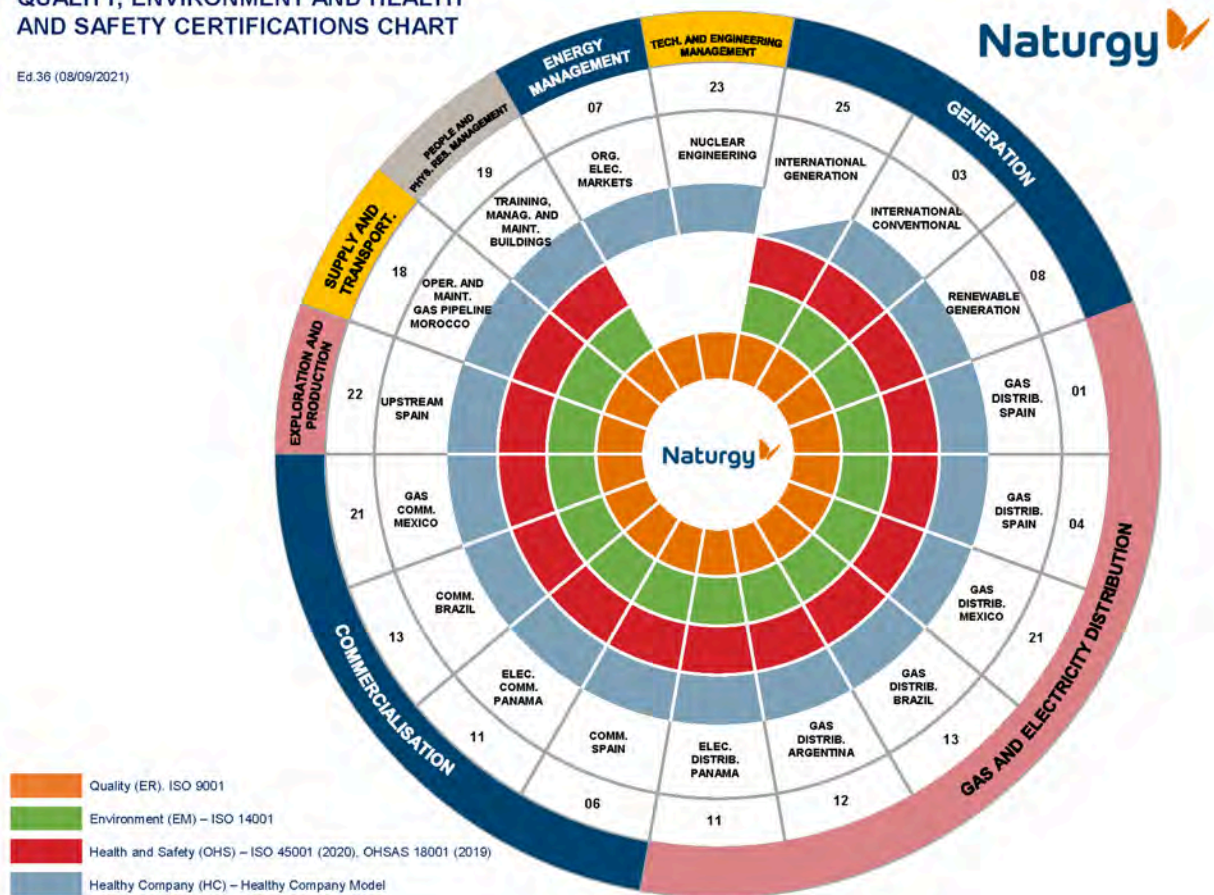 QUALITY, ENVIRONMENT AND HEALTH
AND SAFETY CERTIFICATIONS CHART
Ed.36 (08/09/2021)
Naturgy
ENERGY
MANAGEMENT
TECH. AND ENGINEERING
MANAGEMENT
GENERATION
GAS AND ELECTRICITY DISTRIBUTION
COMMERCIALISATION
EXPLORATION AND
PRODUCTION
SUPPLY AND
TRANSPORT.
PEOPLE AND
PHYS. RES. MANAGEMENT
07
ORG.
ELEC.
MARKETS
23
NUCLEAR
ENGINEERING
25
INTERNATIONAL
GENERATION
03
INTERNATIONAL
CONVENTIONAL
08
RENEWABLE
GENERATION
01
GAS
DISTRIB.
SPAIN
04
GAS
DISTRIB.
SPAIN
21
GAS
DISTRIB.
MEXICO
13
GAS
DISTRIB.
BRAZIL
12
GAS
DISTRIB.
ARGENTINA
11
ELEC.
DISTRIB.
PANAMA
06
COMM.
SPAIN
11
ELEC.
COMM.
PANAMA
13
COMM.
BRAZIL
21
GAS
COMM.
MEXICO
22
UPSTREAM
SPAIN
18
OPER. AND
MAINT.
GAS PIPELINE
MOROCCO
19
TRAINING,
MANAG. AND
MAINT.
BUILDINGS
Naturgy
Quality (ER). ISO 9001
Environment (EM) – ISO 14001
Health and Safety (OHS) – ISO 45001 (2020), OHSAS 18001 (2019)
Healthy Company (HC) – Healthy Company Model